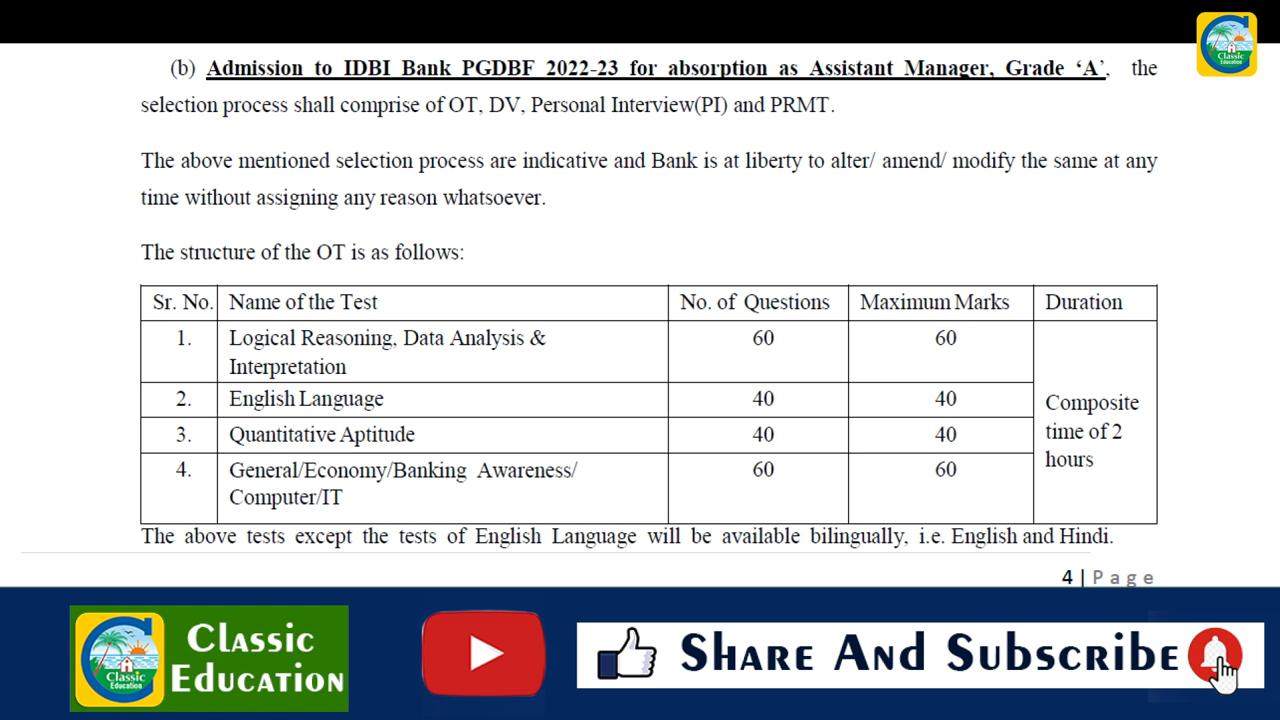 Classic
Education
(b) Admission to IDBI Bank PGDBF 2022-23 for absorption as Assistant Manager, Grade ‘A’, the
selection process shall comprise of OT, DV, Personal Interview(PI) and PRMT.
The above mentioned selection process are indicative and Bank is at liberty to alter/ amend/ modify the same at any
time without assigning any reason whatsoever.
The structure of the OT is as follows:
Sr. No. Name of the Test No. of Questions Maximum Marks Duration
1. Logical Reasoning, Data Analysis & 60 60
Interpretation
2. English Language 40 40
3. Quantitative Aptitude 40 40
4. General/Economy/Banking Awareness/ 60 60
Computer/IT
Composite
time of 2
hours
The above tests except the tests of English Language will be available bilingually, i.e. English and Hindi.
4 | Page
Classic
Education
Classic
Education
Share And Subscribe